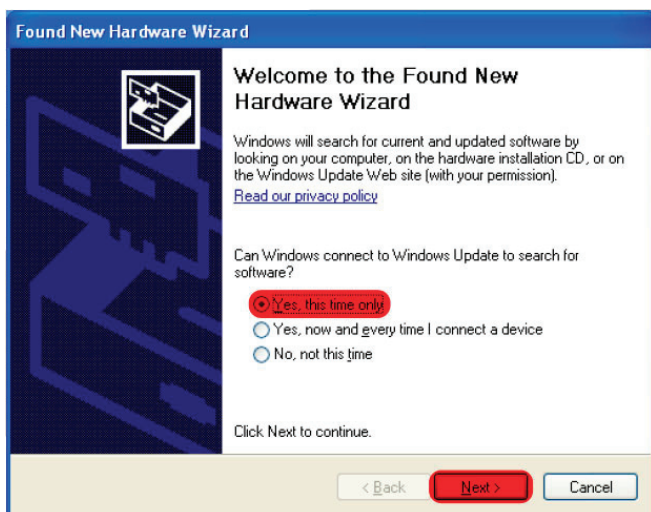 Found New Hardware Wizard
Welcome to the Found New
Hardware Wizard
Windows will search for current and updated software by
looking on your computer, on the hardware installation CD, or on
the Windows Update Web site (with your permission).
Read our privacy policy
Can Windows connect to Windows Update to search for
software?
Yes, this time only
Yes, now and every time I connect a device
No, not this time
Click Next to continue.
< Back Next > Cancel